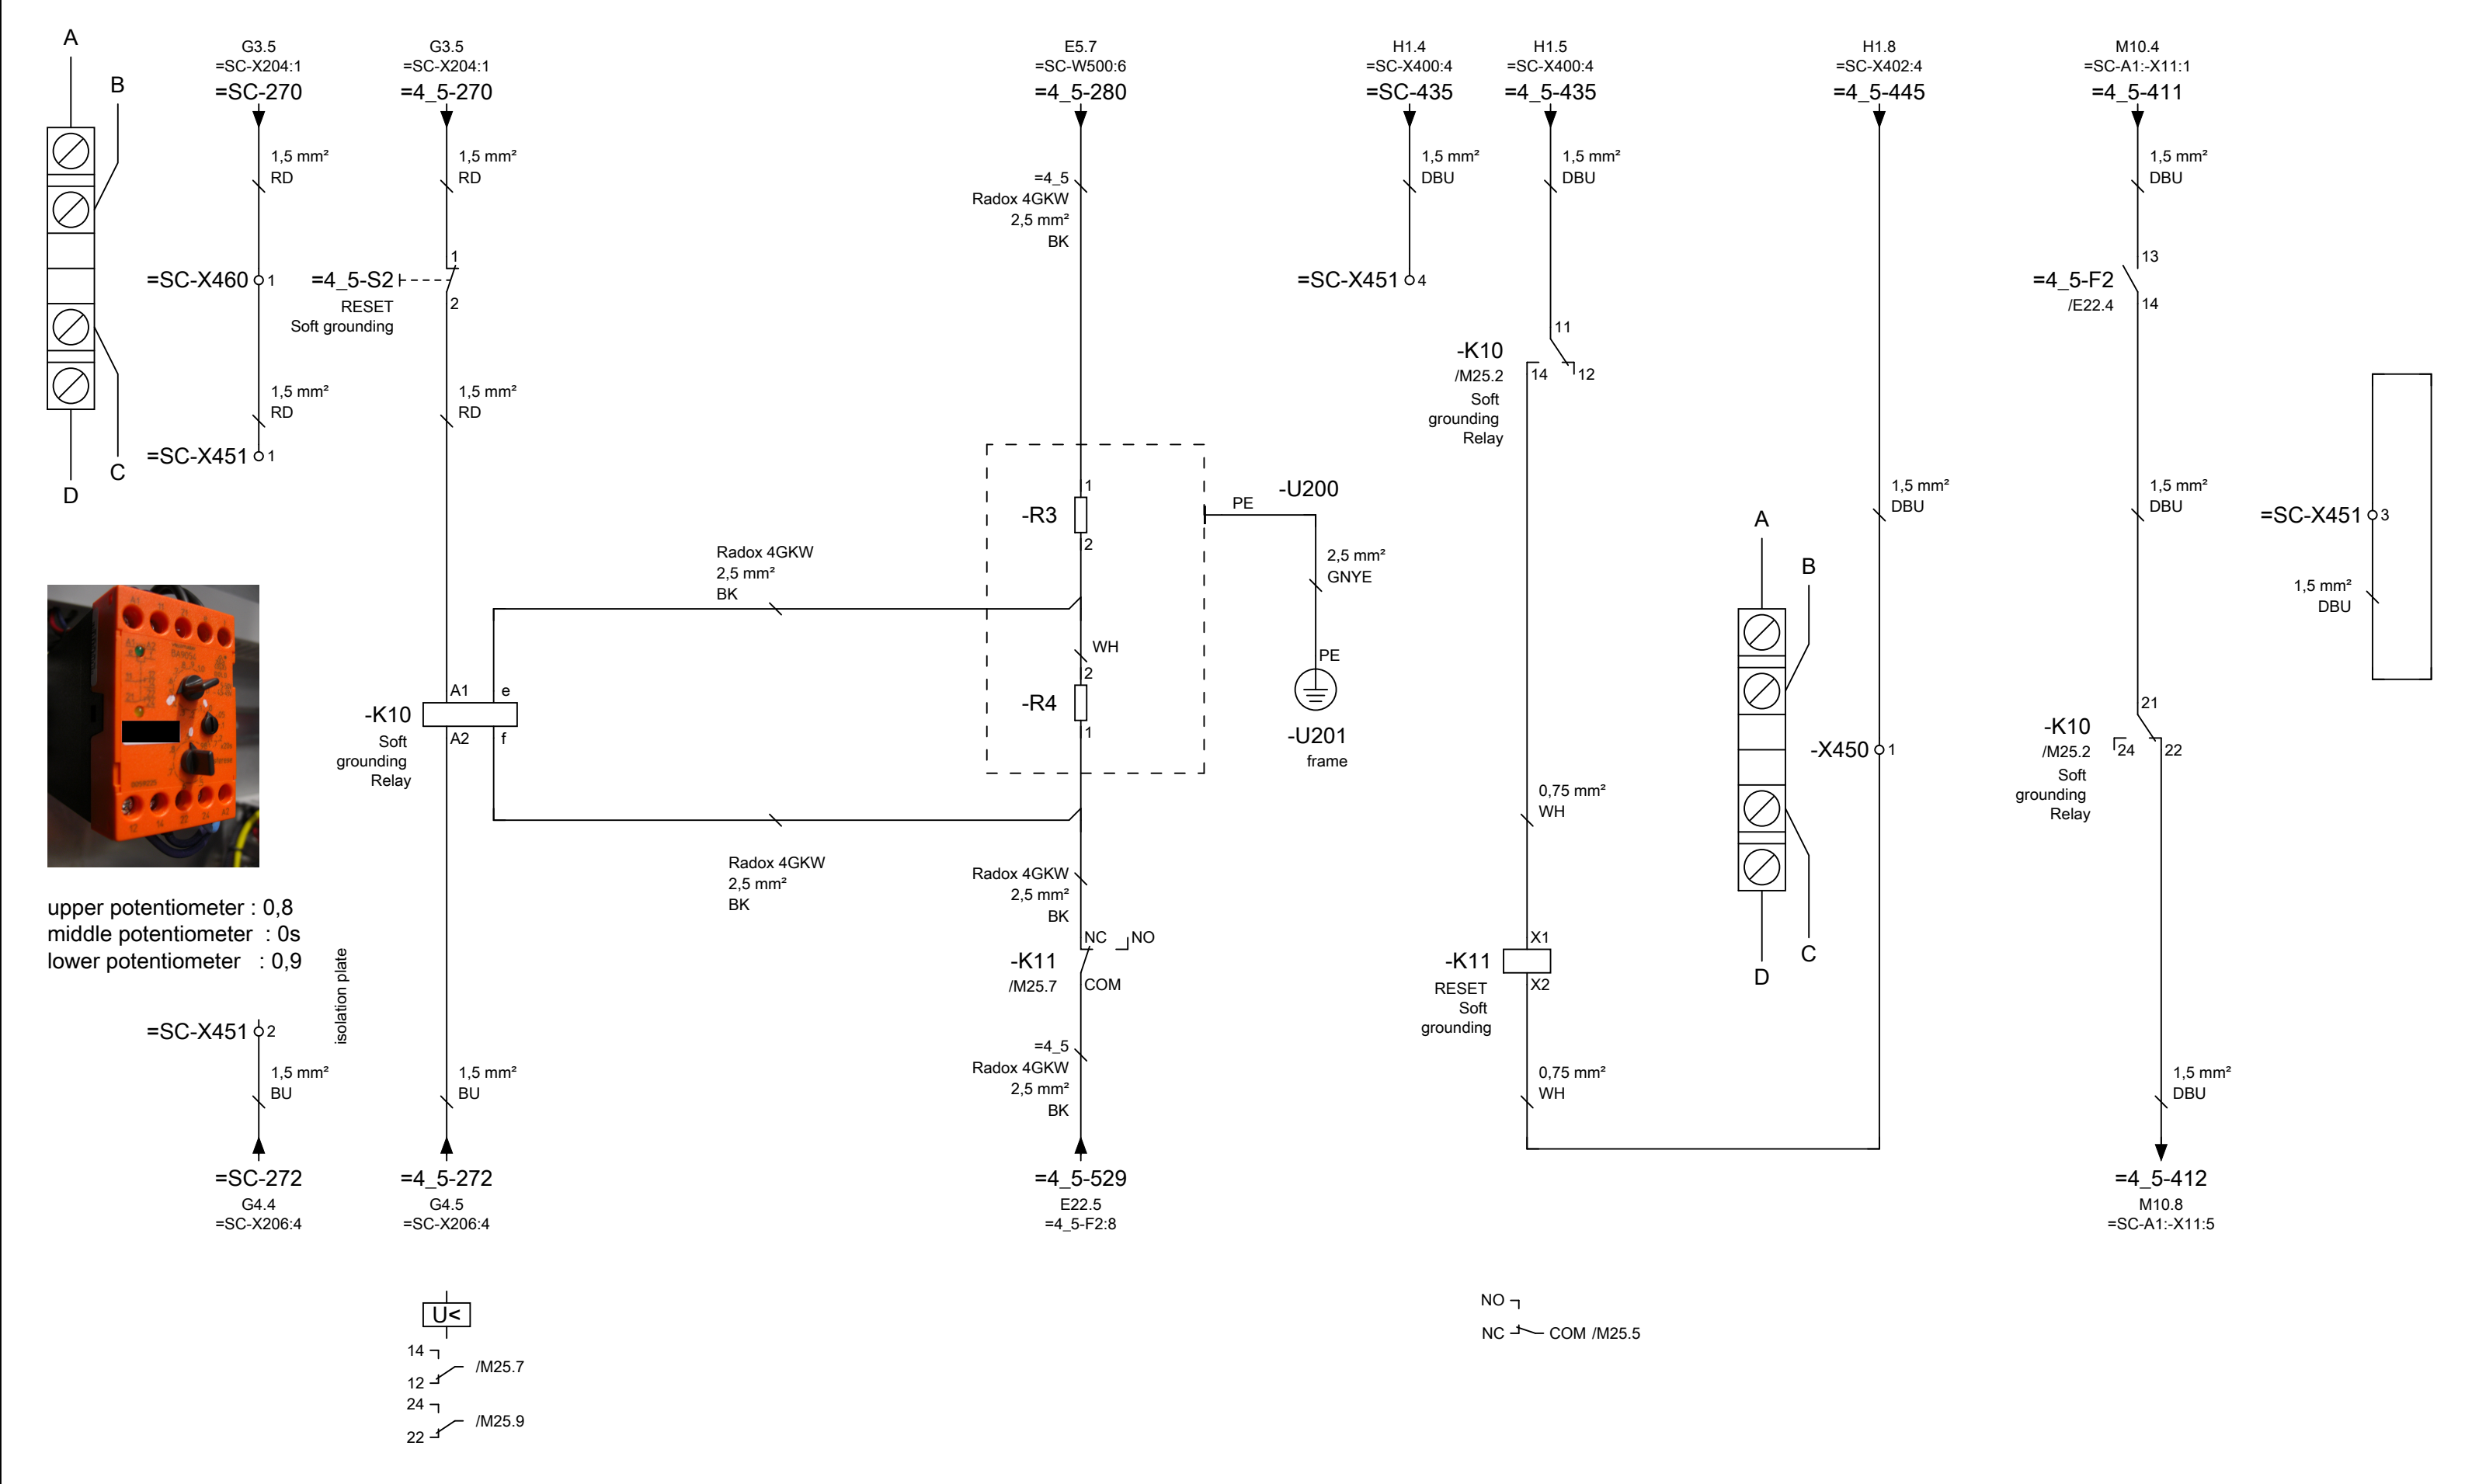 A
B
C
D
G3.5
=SC-X204:1
=SC-270
1,5 mm²
RD
=SC-X460 1
1,5 mm²
RD
=SC-X451 1
G3.5
=SC-X204:1
=4_5-270
1,5 mm²
RD
1
=4_5-S2
2
RESET
Soft grounding
1,5 mm²
RD
A1 e
-K10
A2 f
Soft
grounding
Relay
upper potentiometer : 0,8
middle potentiometer : 0s
lower potentiometer : 0,9
isolation plate
=SC-X451 2
1,5 mm²
BU
=SC-272
G4.4
=SC-X206:4
1,5 mm²
BU
=4_5-272
G4.5
=SC-X206:4
U<
14
/M25.7
12
24
/M25.9
22
Radox 4GKW
2,5 mm²
BK
Radox 4GKW
2,5 mm²
BK
E5.7
=SC-W500:6
=4_5-280
=4_5
Radox 4GKW
2,5 mm²
BK
1
-R3
2
WH
2
-R4
1
PE
-U200
2,5 mm²
GNYE
PE
-U201
frame
Radox 4GKW
2,5 mm²
BK
NC NO
-K11
/M25.7 COM
=4_5
Radox 4GKW
2,5 mm²
BK
=4_5-529
E22.5
=4_5-F2:8
H1.4
=SC-X400:4
=SC-435
1,5 mm²
DBU
=SC-X451 4
H1.5
=SC-X400:4
=4_5-435
1,5 mm²
DBU
11
-K10
/M25.2 14 12
Soft
grounding
Relay
0,75 mm²
WH
X1
-K11
X2
RESET
Soft
grounding
0,75 mm²
WH
NO
NC COM /M25.5
A
B
C
D
H1.8
=SC-X402:4
=4_5-445
1,5 mm²
DBU
-X450 1
M10.4
=SC-A1:-X11:1
=4_5-411
1,5 mm²
DBU
13
=4_5-F2
/E22.4 14
1,5 mm²
DBU
21
-K10
/M25.2 24 22
Soft
grounding
Relay
1,5 mm²
DBU
=4_5-412
M10.8
=SC-A1:-X11:5
=SC-X451 3
1,5 mm²
DBU